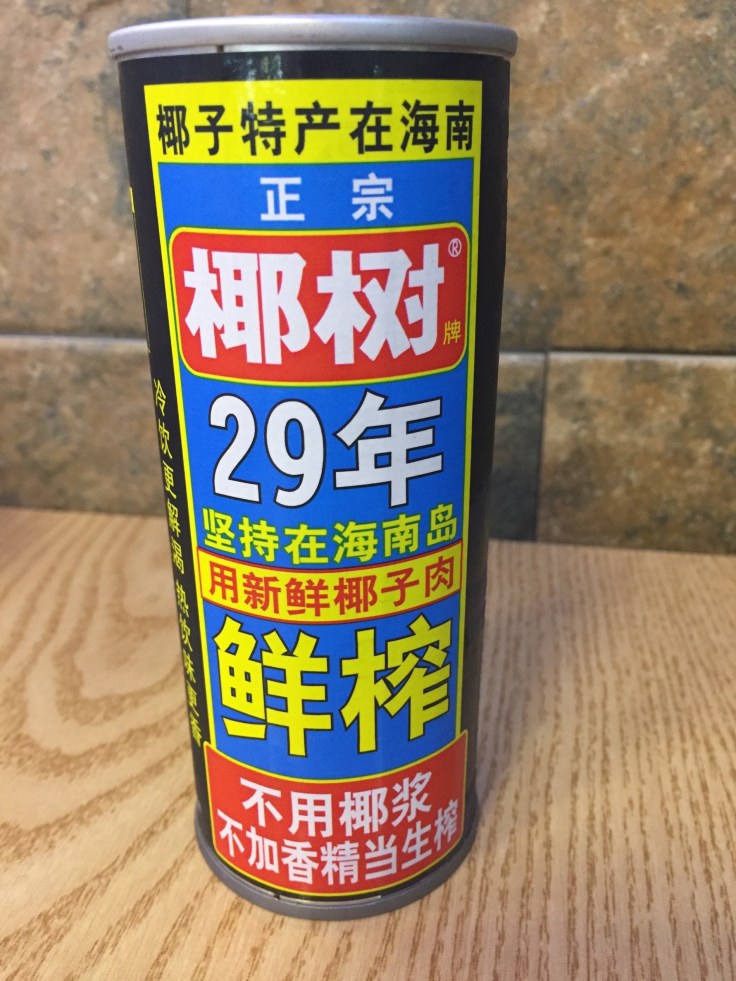 椰子特产在海南
正宗
椰树®
牌
29年
坚持在海南岛
用新鲜椰子肉
鲜榨
不用椰浆
不加香精当生榨
冷饮更解渴 热饮味更香